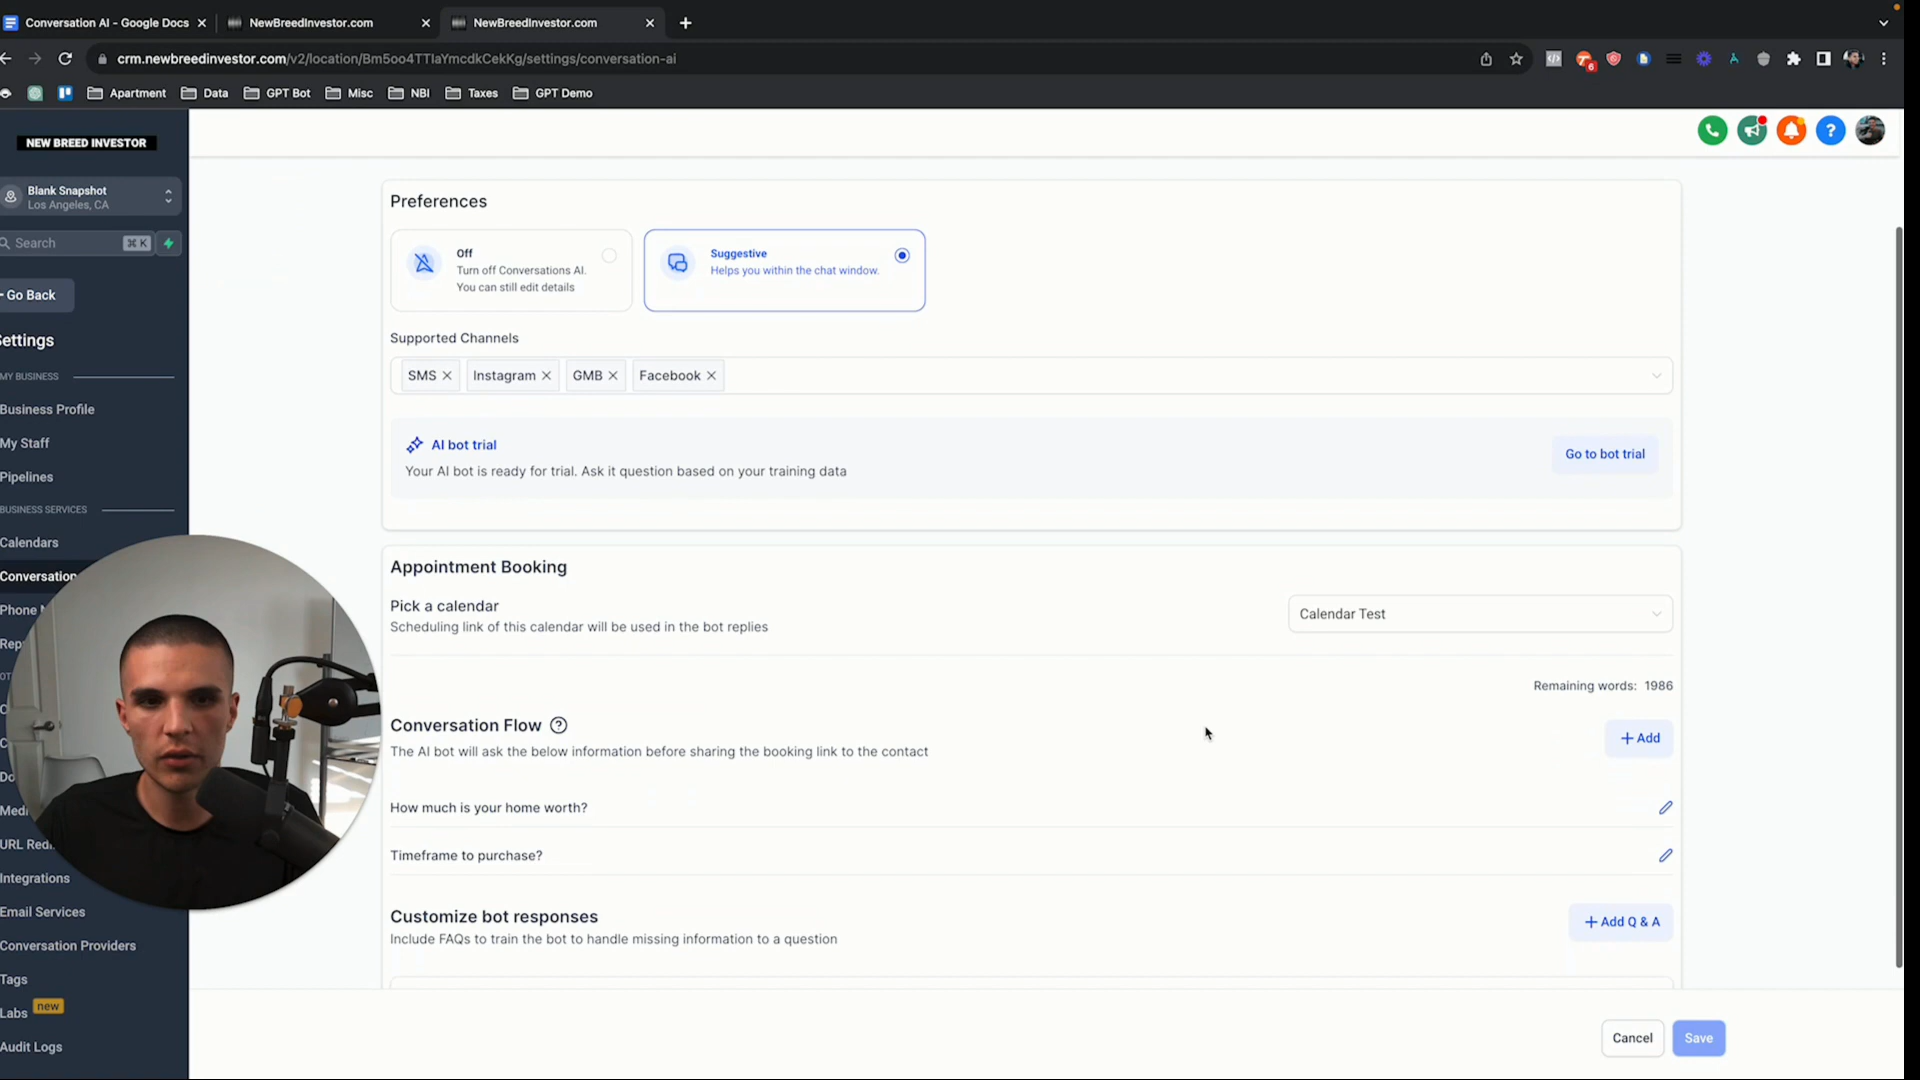 Conversation AI - Google Docs
NewBreedInvestor.com
NewBreedInvestor.com
crm.newbreedinvestor.com/v2/location/Bm5oo4TTIaYmcdkCekKg/settings/conversation-ai
6
Apartment
Data
GPT Bot
Misc
NBI
Taxes
GPT Demo
NEW BREED INVESTOR
Blank Snapshot
Los Angeles, CA
Search
⌘ K
Go Back
ettings
MY BUSINESS
Business Profile
My Staff
Pipelines
BUSINESS SERVICES
Calendars
Conversation
Phone N
Rep
OT
C
C
Do
Medi
URL Redi
Integrations
Email Services
Conversation Providers
Tags
Labs
new
Audit Logs
?
Preferences
Off
Turn off Conversations AI.
You can still edit details
Suggestive
Helps you within the chat window.
Supported Channels
SMS
Instagram
GMB
Facebook
AI bot trial
Your AI bot is ready for trial. Ask it question based on your training data
Go to bot trial
Appointment Booking
Pick a calendar
Scheduling link of this calendar will be used in the bot replies
Calendar Test
Remaining words: 1986
Conversation Flow ?
The AI bot will ask the below information before sharing the booking link to the contact
+ Add
How much is your home worth?
Timeframe to purchase?
Customize bot responses
Include FAQs to train the bot to handle missing information to a question
+ Add Q & A
Cancel
Save